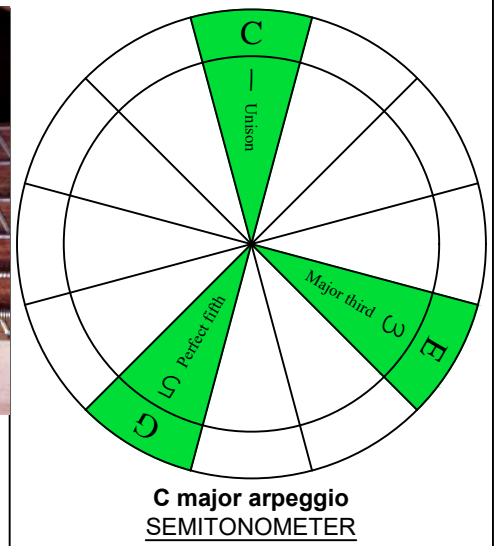 C
1 Unison
Major third 3
E
Perfect fifth 5
G
C major arpeggio
SEMITONOMETER